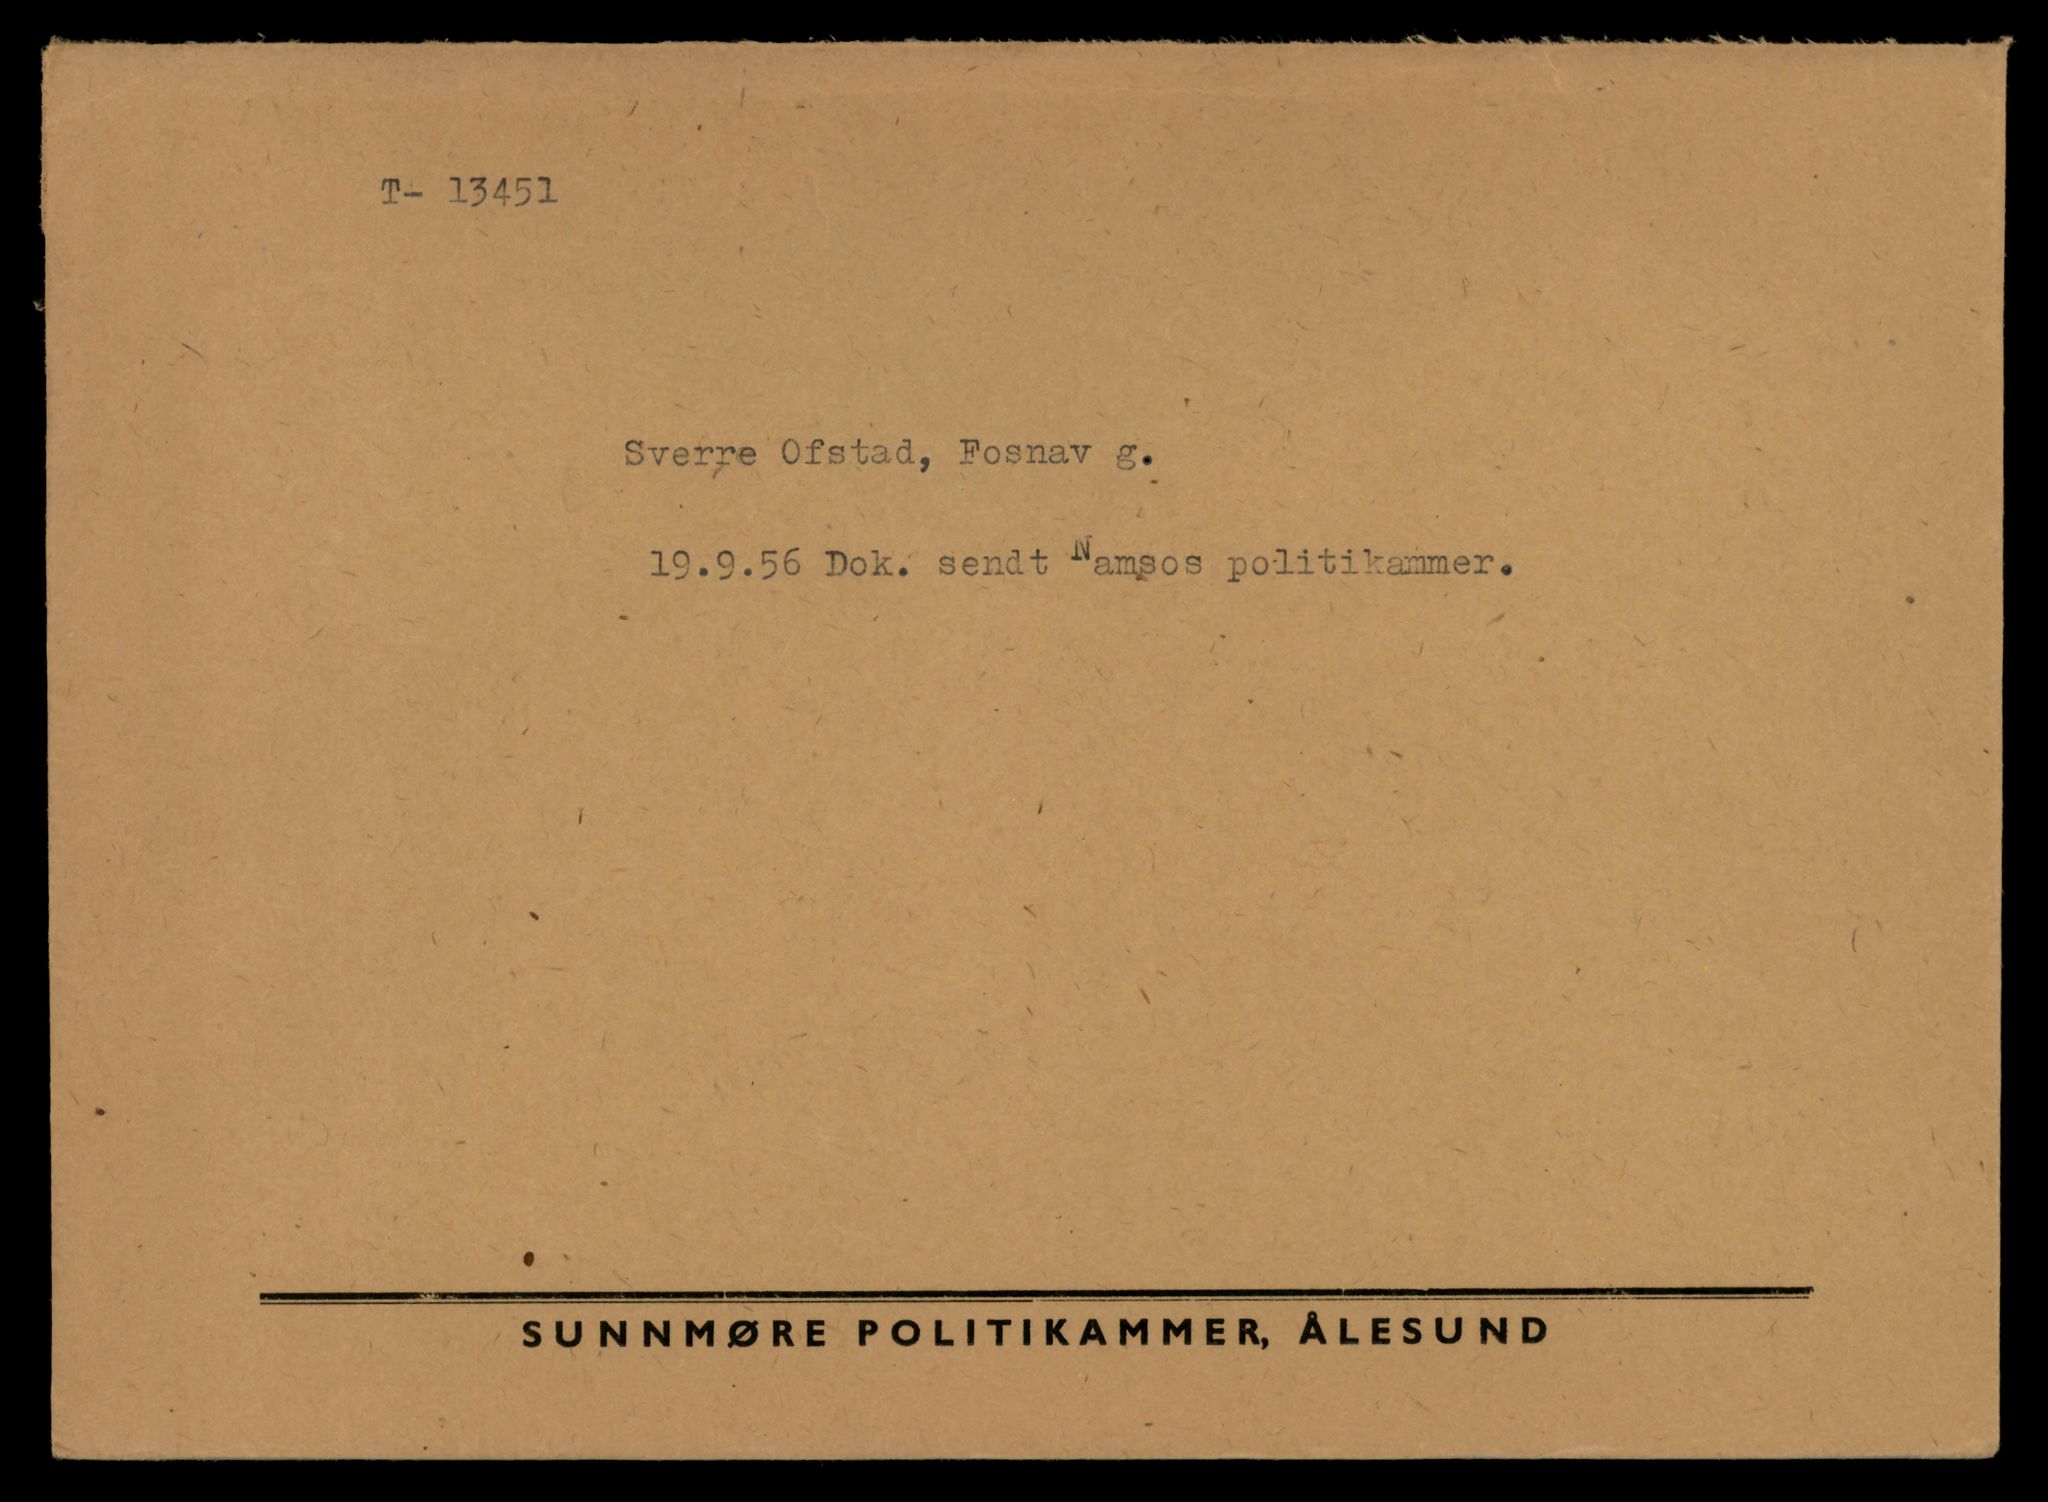 T- 13451
Sverre Ofstad, Fosnav g.
19.9.56 Dok. sendt Namsos politikammer.
SUNNMØRE POLITIKAMMER, ÅLESUND